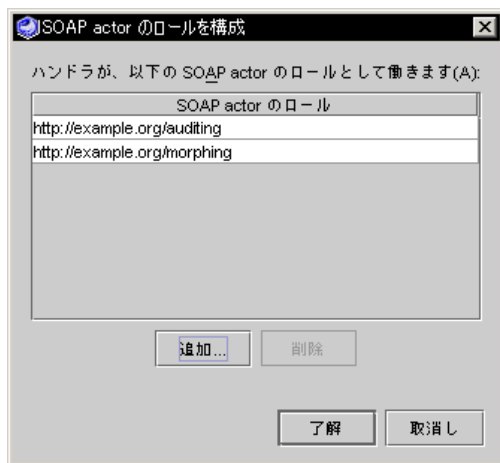 SOAP actor のロールを構成
ハンドラが、以下の SOAP actor のロールとして働きます(A):
SOAP actor のロール
http://example.org/auditing
http://example.org/morphing
追加...
削除
了解
取消し